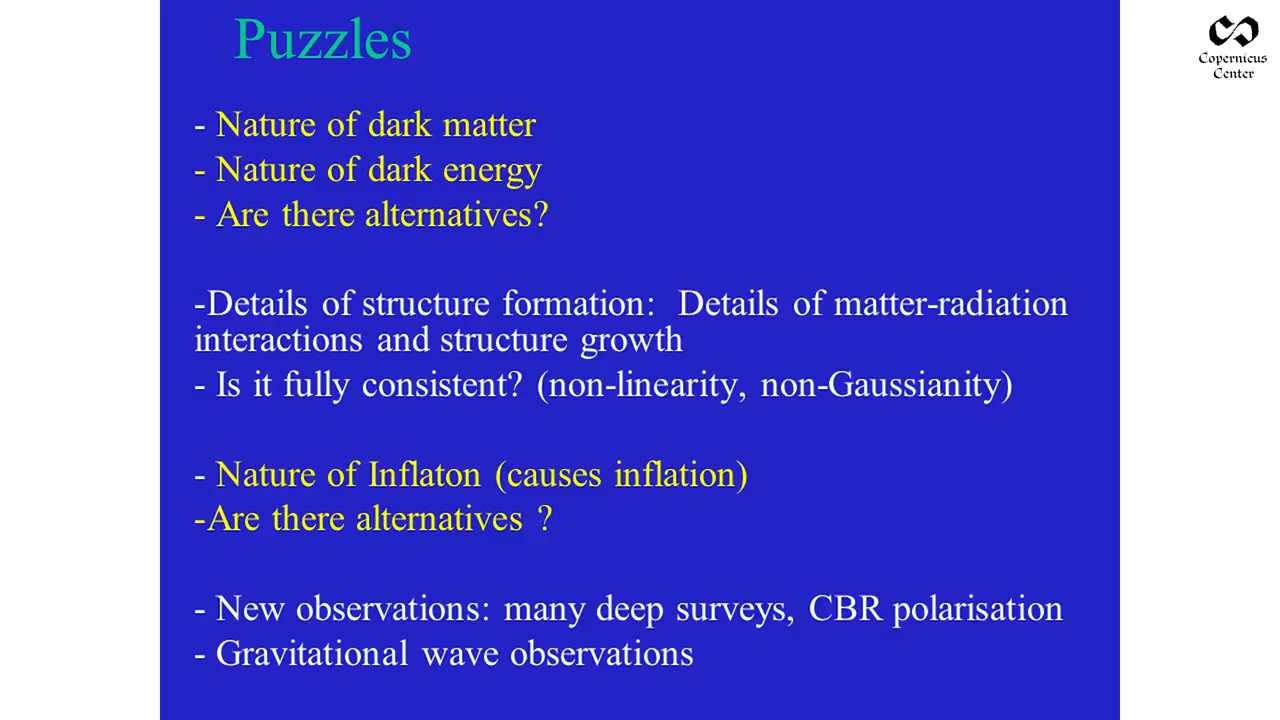 Puzzles
Copernicus
Center
- Nature of dark matter
- Nature of dark energy
- Are there alternatives?
-Details of structure formation: Details of matter-radiation
interactions and structure growth
- Is it fully consistent? (non-linearity, non-Gaussianity)
- Nature of Inflaton (causes inflation)
-Are there alternatives ?
- New observations: many deep surveys, CBR polarisation
- Gravitational wave observations